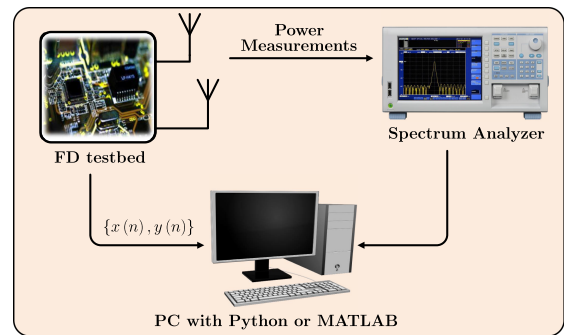 Power
Measurements
FD testbed
Spectrum Analyzer
{x (n) , y (n)}
PC with Python or MATLAB